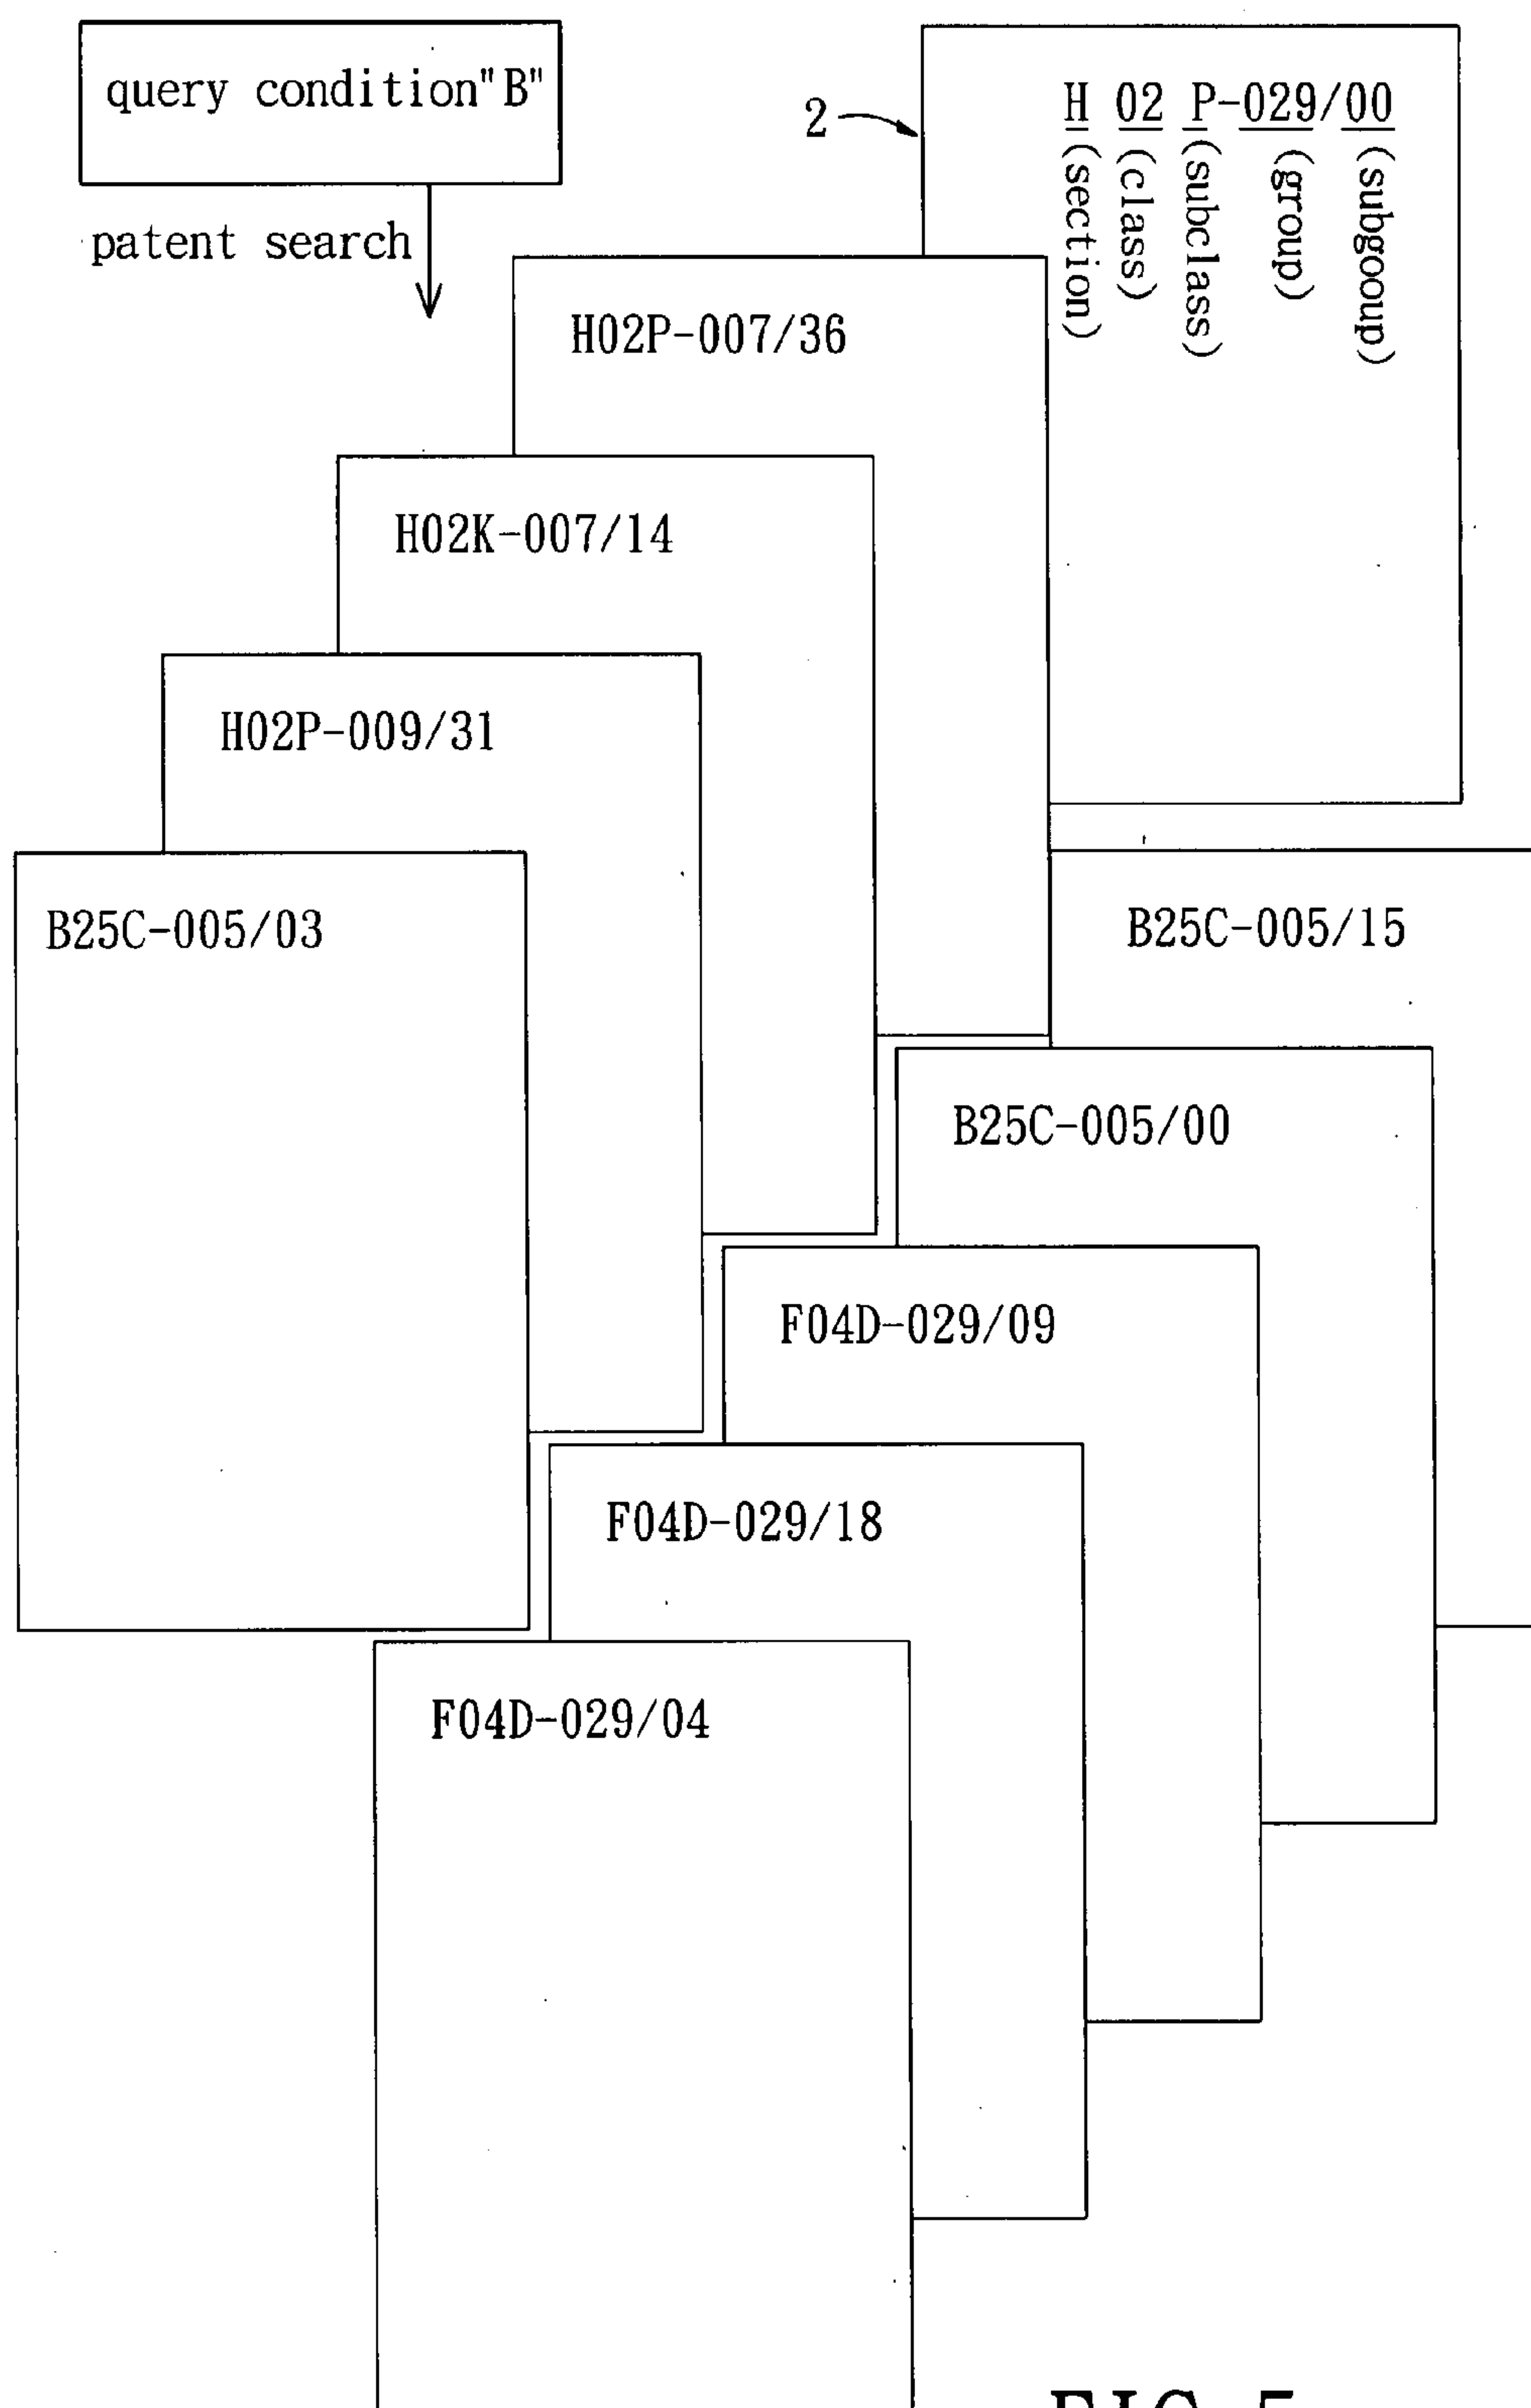 query condition"B"
patent search
2
H 02 P-029/00
(section)
(class)
(subclass)
(group)
(subgooup)
H02P-007/36
H02K-007/14
H02P-009/31
B25C-005/03
B25C-005/15
B25C-005/00
F04D-029/09
F04D-029/18
F04D-029/04